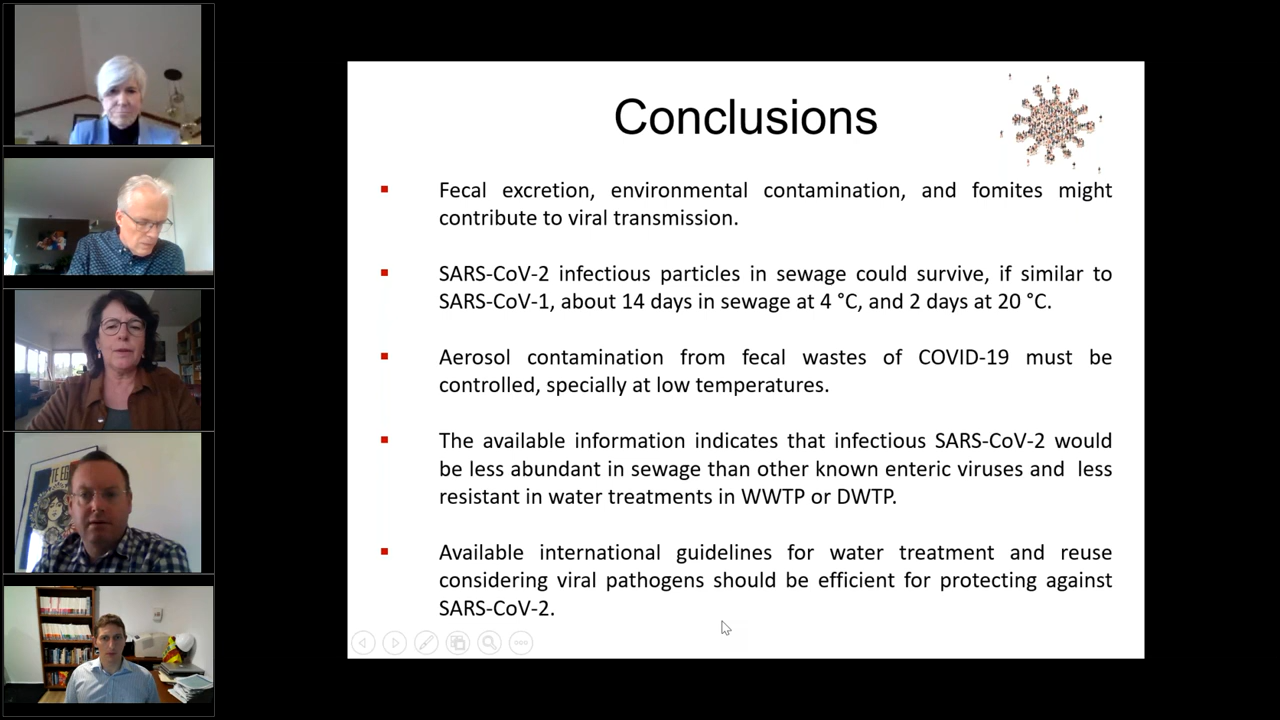 Conclusions
Fecal excretion, environmental contamination, and fomites might
contribute to viral transmission.
SARS-CoV-2 infectious particles in sewage could survive, if similar to
SARS-CoV-1, about 14 days in sewage at 4 °C, and 2 days at 20 °C.
Aerosol contamination from fecal wastes of COVID-19 must be
controlled, specially at low temperatures.
The available information indicates that infectious SARS-CoV-2 would
be less abundant in sewage than other known enteric viruses and less
resistant in water treatments in WWTP or DWTP.
Available international guidelines for water treatment and reuse
considering viral pathogens should be efficient for protecting against
SARS-CoV-2.